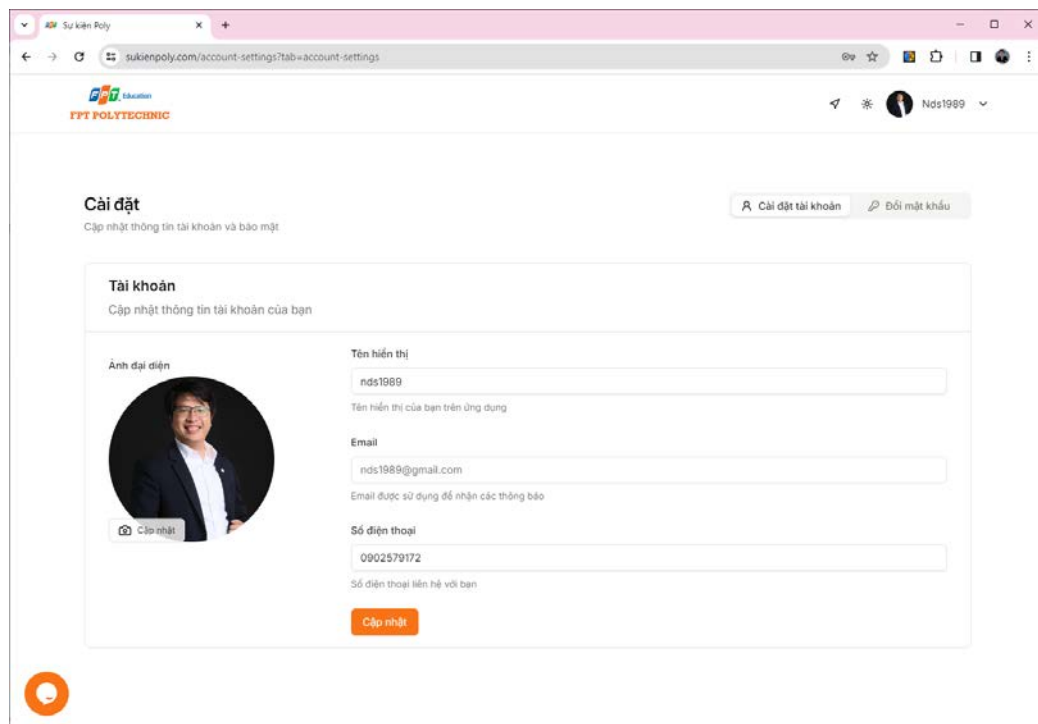 Sự kiện Poly
sukienpoly.com/account-settings?tab=account-settings
FPT Education
FPT POLYTECHNIC
Nds1989
Cài đặt
Cập nhật thông tin tài khoản và bảo mật
Cài đặt tài khoản
Đổi mật khẩu
Tài khoản
Cập nhật thông tin tài khoản của bạn
Ảnh đại diện
Cập nhật
Tên hiển thị
nds1989
Tên hiển thị của bạn trên ứng dụng
Email
nds1989@gmail.com
Email được sử dụng để nhận các thông báo
Số điện thoại
0902579172
Số điện thoại liên hệ với bạn
Cập nhật